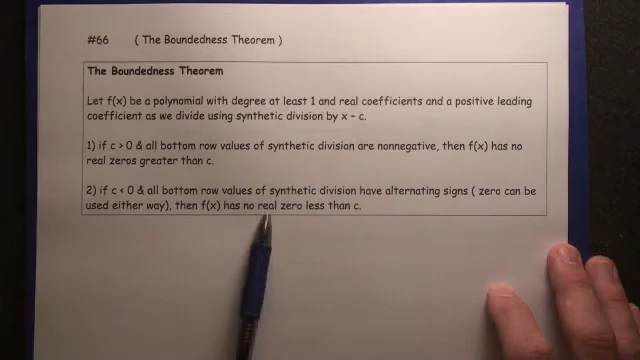 #66 ( The Boundedness Theorem )
The Boundedness Theorem
Let f(x) be a polynomial with degree at least 1 and real coefficients and a positive leading
coefficient as we divide using synthetic division by x - c.
1) if c > 0 & all bottom row values of synthetic division are nonnegative, then f(x) has no
real zeros greater than c.
2) if c < 0 & all bottom row values of synthetic division have alternating signs ( zero can be
used either way), then f(x) has no real zero less than c.